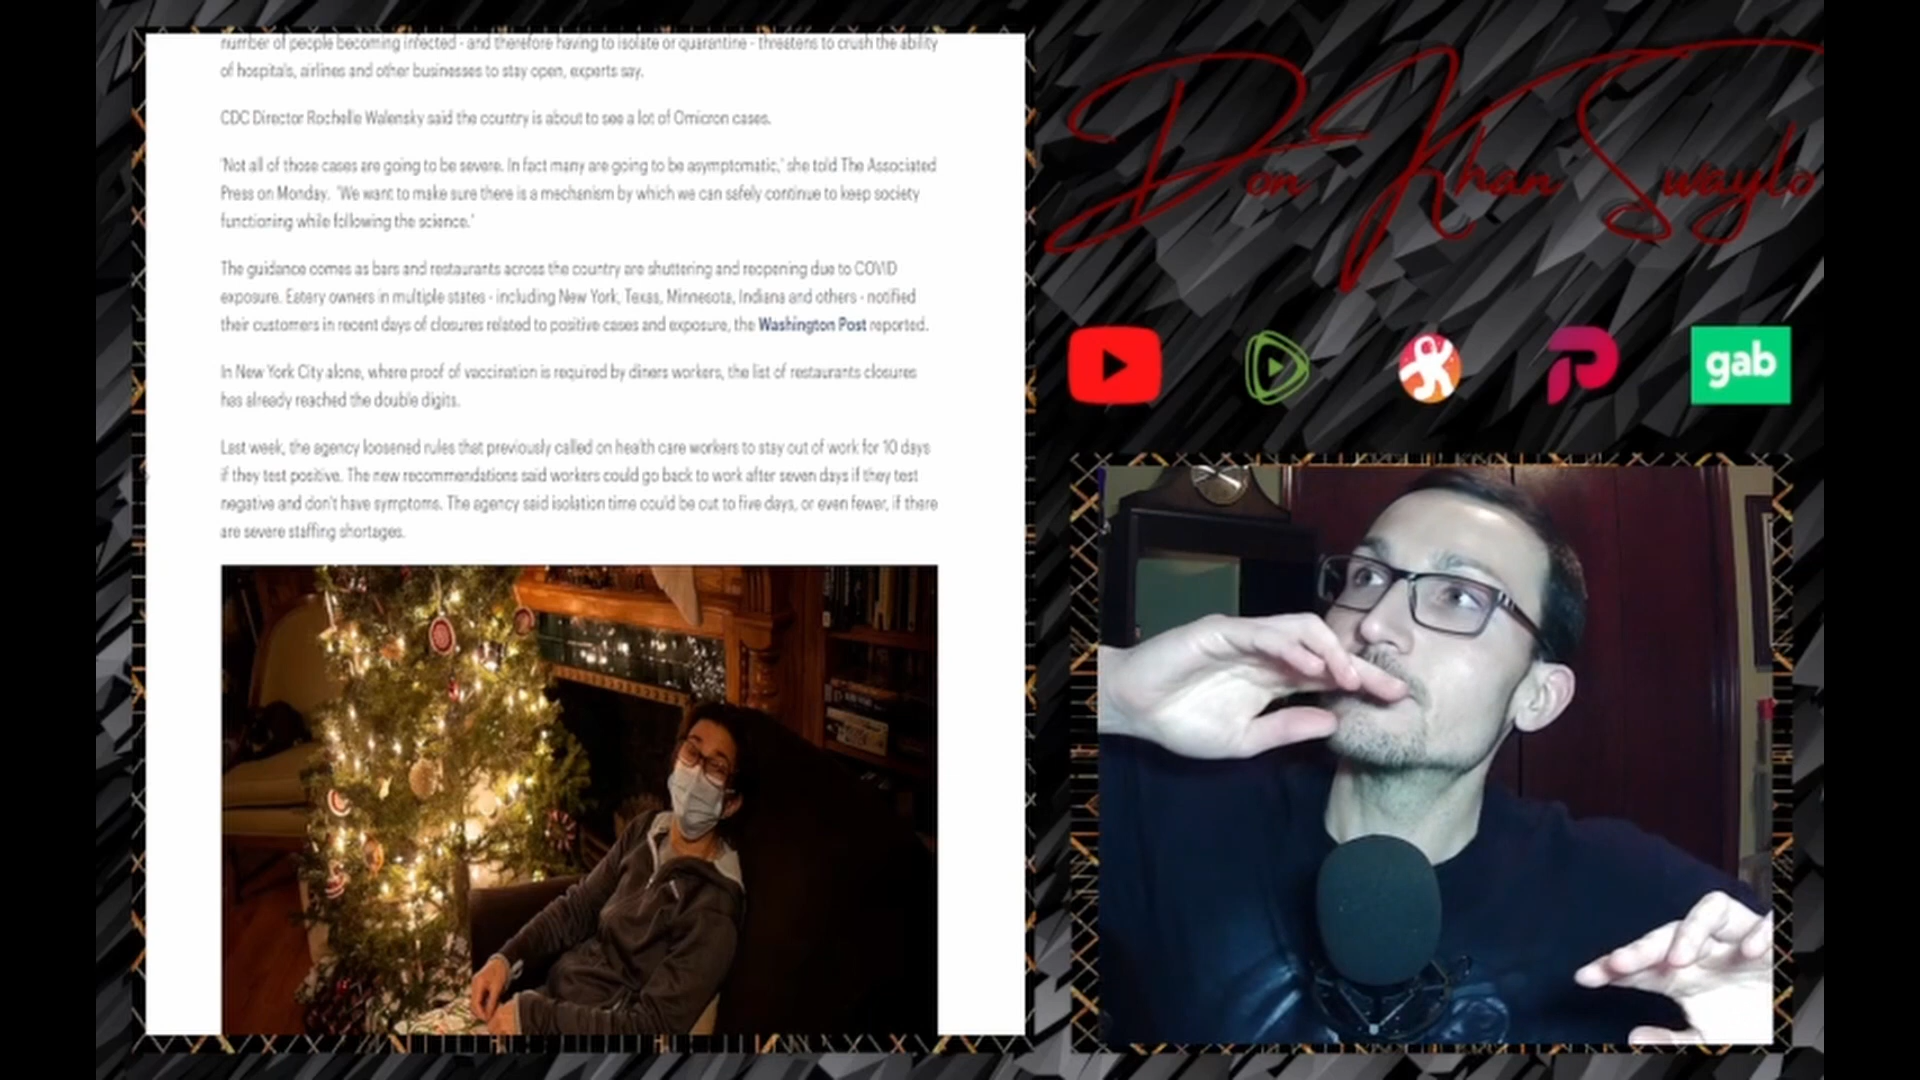 number of people becoming infected - and therefore having to isolate or quarantine - threatens to crush the ability
of hospitals, airlines and other businesses to stay open, experts say.
CDC Director Rochelle Walensky said the country is about to see a lot of Omicron cases.
'Not all of those cases are going to be severe. In fact many are going to be asymptomatic,' she told The Associated
Press on Monday. 'We want to make sure there is a mechanism by which we can safely continue to keep society
functioning while following the science.'
The guidance comes as bars and restaurants across the country are shuttering and reopening due to COVID
exposure. Eatery owners in multiple states - including New York, Texas, Minnesota, Indiana and others - notified
their customers in recent days of closures related to positive cases and exposure, the Washington Post reported.
In New York City alone, where proof of vaccination is required by diners workers, the list of restaurants closures
has already reached the double digits.
Last week, the agency loosened rules that previously called on health care workers to stay out of work for 10 days
if they test positive. The new recommendations said workers could go back to work after seven days if they test
negative and don't have symptoms. The agency said isolation time could be cut to five days, or even fewer, if there
are severe staffing shortages.
Don Khan Swaylo
gab